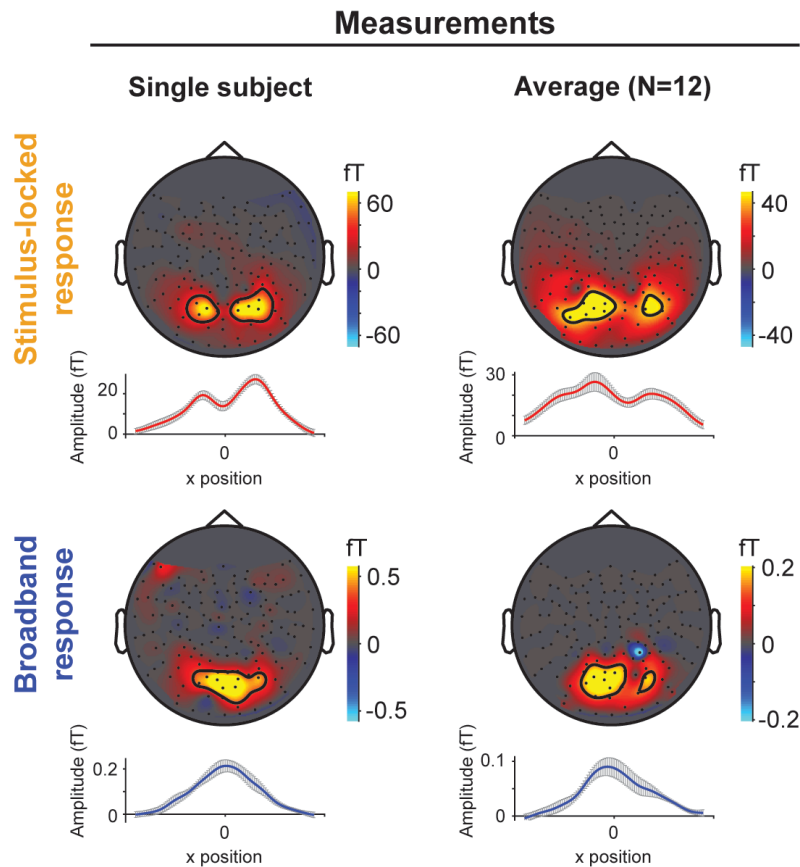 Measurements
Single subject
Average (N=12)
Stimulus-locked
response
fT
60
0
-60
fT
40
0
-40
Amplitude (fT)
20
0
0
x position
Amplitude (fT)
30
0
0
x position
Broadband
response
fT
0.5
0
-0.5
fT
0.2
0
-0.2
Amplitude (fT)
0.2
0
0
x position
Amplitude (fT)
0.1
0
0
x position